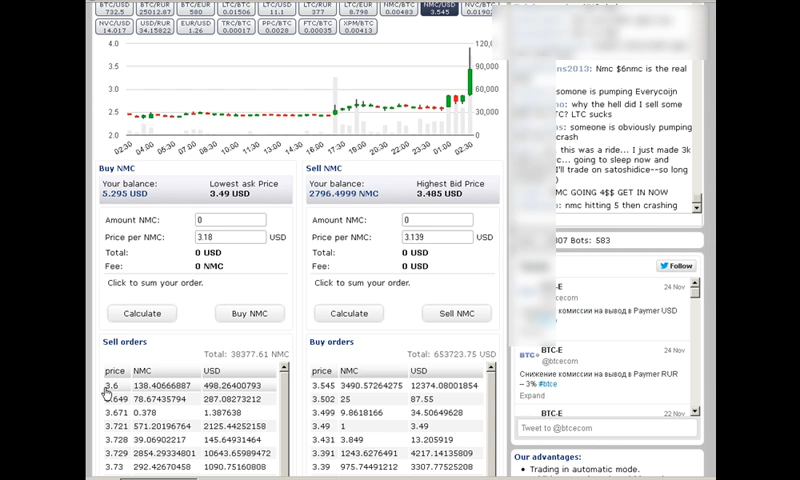 BTC/USD BTC/RUR BTC/EUR LTC/BTC LTC/USD LTC/RUR LTC/EUR NMC/BTC NMC/USD NVC/BTC
732.5 25012.87 580 0.01506 11.1 377 8.798 0.00483 3.545 0.01902
NVC/USD USD/RUR EUR/USD TRC/BTC PPC/BTC FTC/BTC XPM/BTC
14.017 34.15822 1.26 0.00017 0.0028 0.00035 0.00413
4.0 120,0
3.5 90,000
3.0 60,000
2.5 30,000
2.0 0
02:30 04:00 05:30 07:00 08:30 10:00 11:30 13:00 14:30 16:00 17:30 19:00 20:30 22:00 23:30 01:00 02:30
Buy NMC
Your balance: Lowest ask Price
5.295 USD 3.49 USD
Amount NMC: 0
Price per NMC: 3.18 USD
Total: 0 USD
Fee: 0 NMC
Click to sum your order.
Calculate Buy NMC
Sell NMC
Your balance: Highest Bid Price
2796.4999 NMC 3.485 USD
Amount NMC: 0
Price per NMC: 3.139 USD
Total: 0 USD
Fee: 0 USD
Click to sum your order.
Calculate Sell NMC
Sell orders
Total: 38377.61 NMC
price NMC USD
3.6 138.40666887 498.26400793
.649 78.67435794 287.08273212
3.671 0.378 1.387638
3.721 571.20196764 2125.44252158
3.728 39.06902217 145.64931464
3.729 2854.29334801 10643.65989472
3.73 292.42670458 1090.75160808
Buy orders
Total: 653723.75 USD
price NMC USD
3.545 3490.57264275 12374.08001854
3.502 25 87.55
3.499 9.8618166 34.50649628
3.49 1 3.49
3.431 3.849 13.205919
3.391 1243.6276491 4217.14135809
3.39 975.74491212 3307.77525208
ns2013: Nmc $6nmc is the real
omone is pumping Everycoijn
no: why the hell did I sell some
TC? LTC sucks
s: someone is obviously pumping
crash
this was a ride... I just made 3k
c... going to sleep now and
I'll trade on satoshidice--so long
MC GOING 4$$ GET IN NOW
: nmc hitting 5 then crashing
307 Bots: 583
Follow
24 Nov
com
комиссии на вывод в Paymer USD
BTC-E 24 Nov
@btcecom
Снижение комиссии на вывод в Paymer RUR
– 3% #btce
Expand
BTC-E 22 Nov
Tweet to @btcecom
Our advantages:
Trading in automatic mode.